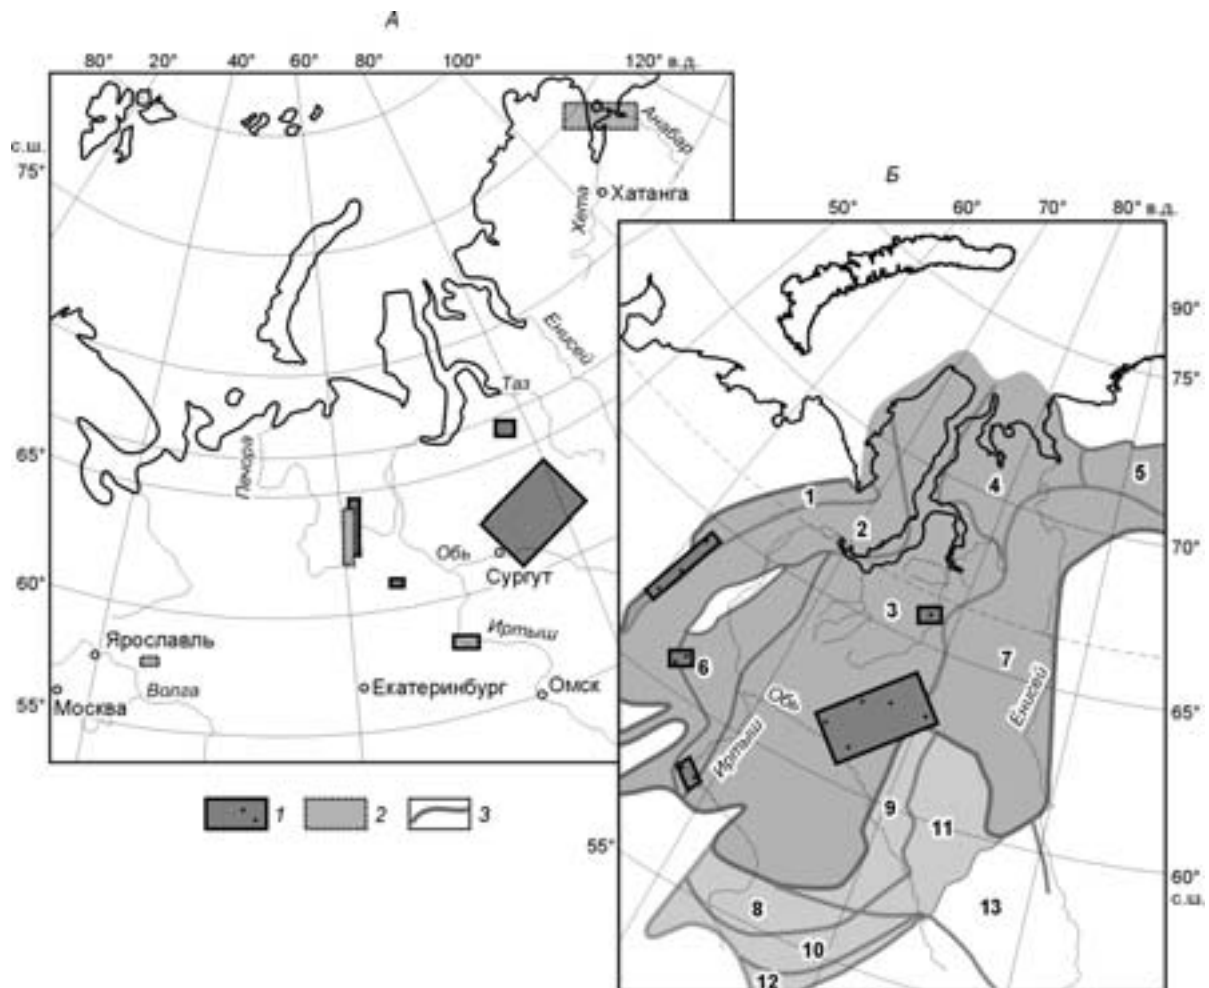 А
80° 20° 40° 60° 80° 100° 120° в.д.
с.ш.
75°
65°
60°
55°
Анабар
Хатанга
Хета
Енисей
Таз
Печора
Обь
Сургут
Иртыш
Ярославль
Волга
Москва
Екатеринбург
Омск
1 2 3
Б
50° 60° 70° 80° в.д.
90°
75°
70°
65°
60°
с.ш.
55°
1
2
3
4
5
6
7
8
9
10
11
12
13
Обь
Иртыш
Енисей